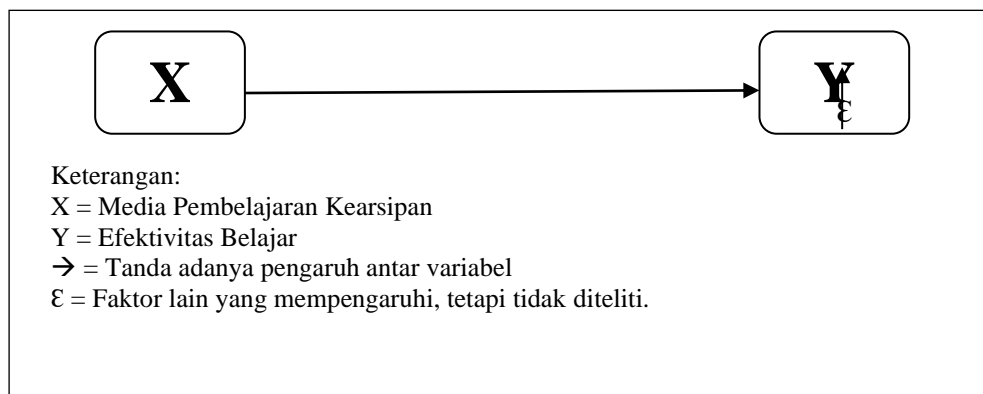 X
Y
Ɛ
Keterangan:
X = Media Pembelajaran Kearsipan
Y = Efektivitas Belajar
→ = Tanda adanya pengaruh antar variabel
Ɛ = Faktor lain yang mempengaruhi, tetapi tidak diteliti.